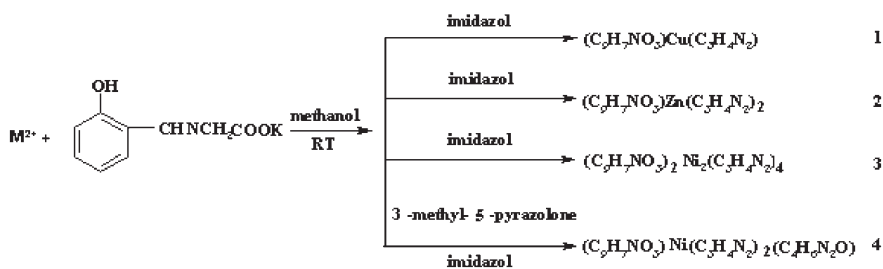 imidazol
(C₉H₇NO₃)Cu(C₃H₄N₂) 1
OH
M²⁺ + CHNCH₂COOK
methanol
RT
imidazol
(C₉H₇NO₃)Zn(C₃H₄N₂)₂ 2
imidazol
(C₉H₇NO₃)₂ Ni₂(C₃H₄N₂)₄ 3
3 -methyl- 5 -pyrazolone
imidazol
(C₉H₇NO₃) Ni(C₃H₄N₂)₂(C₄H₆N₂O) 4